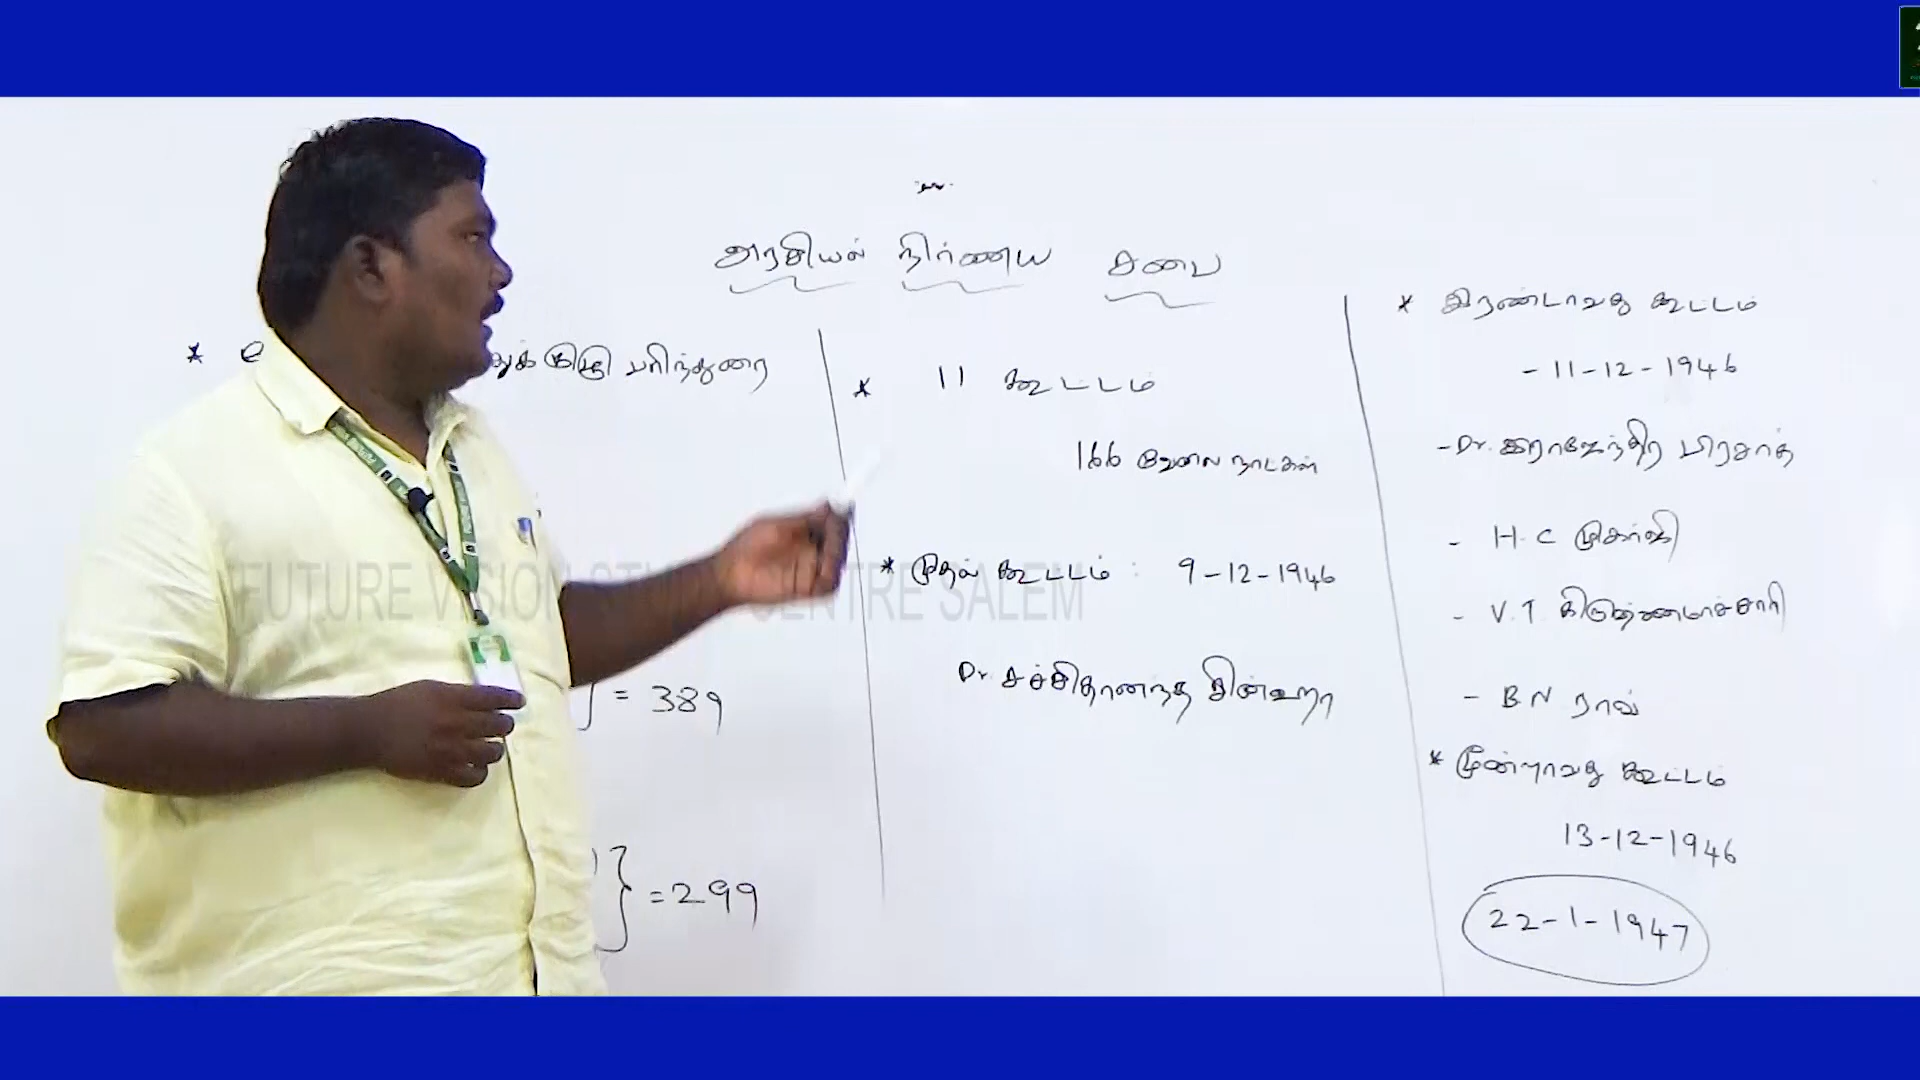 அரசியல் நிர்ணய சபை
* துக்குழு பரிந்துரை
= 389
} = 299
* 11 கூட்டம்
166 வேலை நாட்கள்
* முதல் கூட்டம் : 9-12-1946
Dr. சச்சிதானந்த சின்ஹா
* இரண்டாவது கூட்டம்
- 11-12-1946
- Dr. இராஜேந்திர பிரசாத்
- H.C முகர்ஜி
- V.T கிருஷ்ணமாச்சாரி
- B.N ராவ்
* மூன்றாவது கூட்டம்
13-12-1946
22-1-1947
FUTURE VISION STUDY CENTRE SALEM